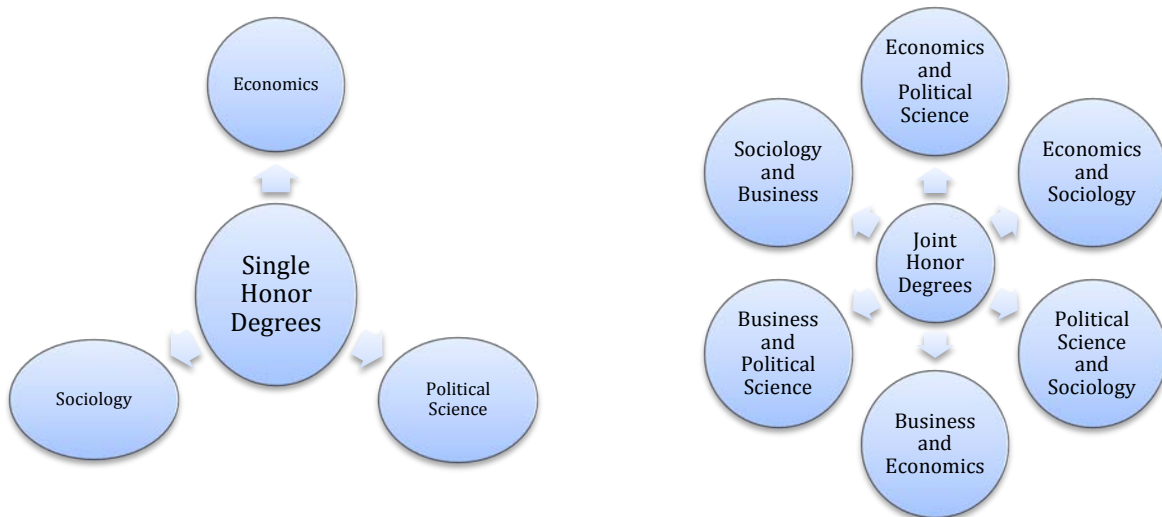 Economics
Single
Honor
Degrees
Sociology
Political
Science
Economics
and
Political
Science
Economics
and
Sociology
Political
Science
and
Sociology
Business
and
Economics
Business
and
Political
Science
Sociology
and
Business
Joint
Honor
Degrees